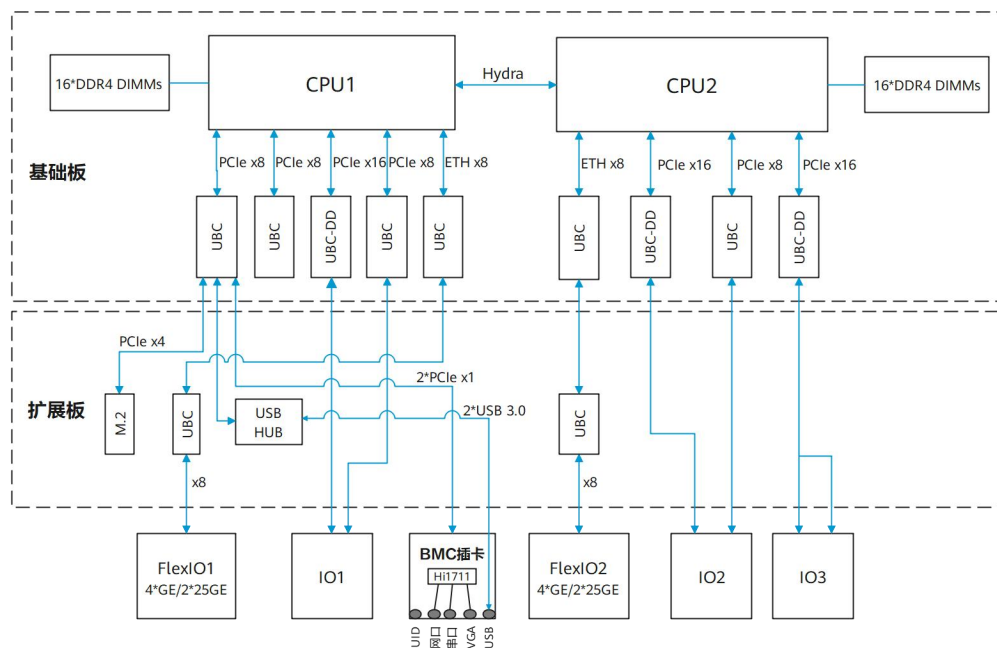 16*DDR4 DIMMs
CPU1
Hydra
CPU2
16*DDR4 DIMMs
基础板
PCIe x8
PCIe x8
PCIe x16
PCIe x8
ETH x8
ETH x8
PCIe x16
PCIe x8
PCIe x16
UBC
UBC
UBC-DD
UBC
UBC
UBC
UBC-DD
UBC
UBC-DD
扩展板
PCIe x4
2*PCIe x1
2*USB 3.0
M.2
UBC
USB
HUB
UBC
x8
x8
FlexIO1
4*GE/2*25GE
IO1
BMC插卡
Hi1711
UID
网口
串口
VGA
USB
FlexIO2
4*GE/2*25GE
IO2
IO3